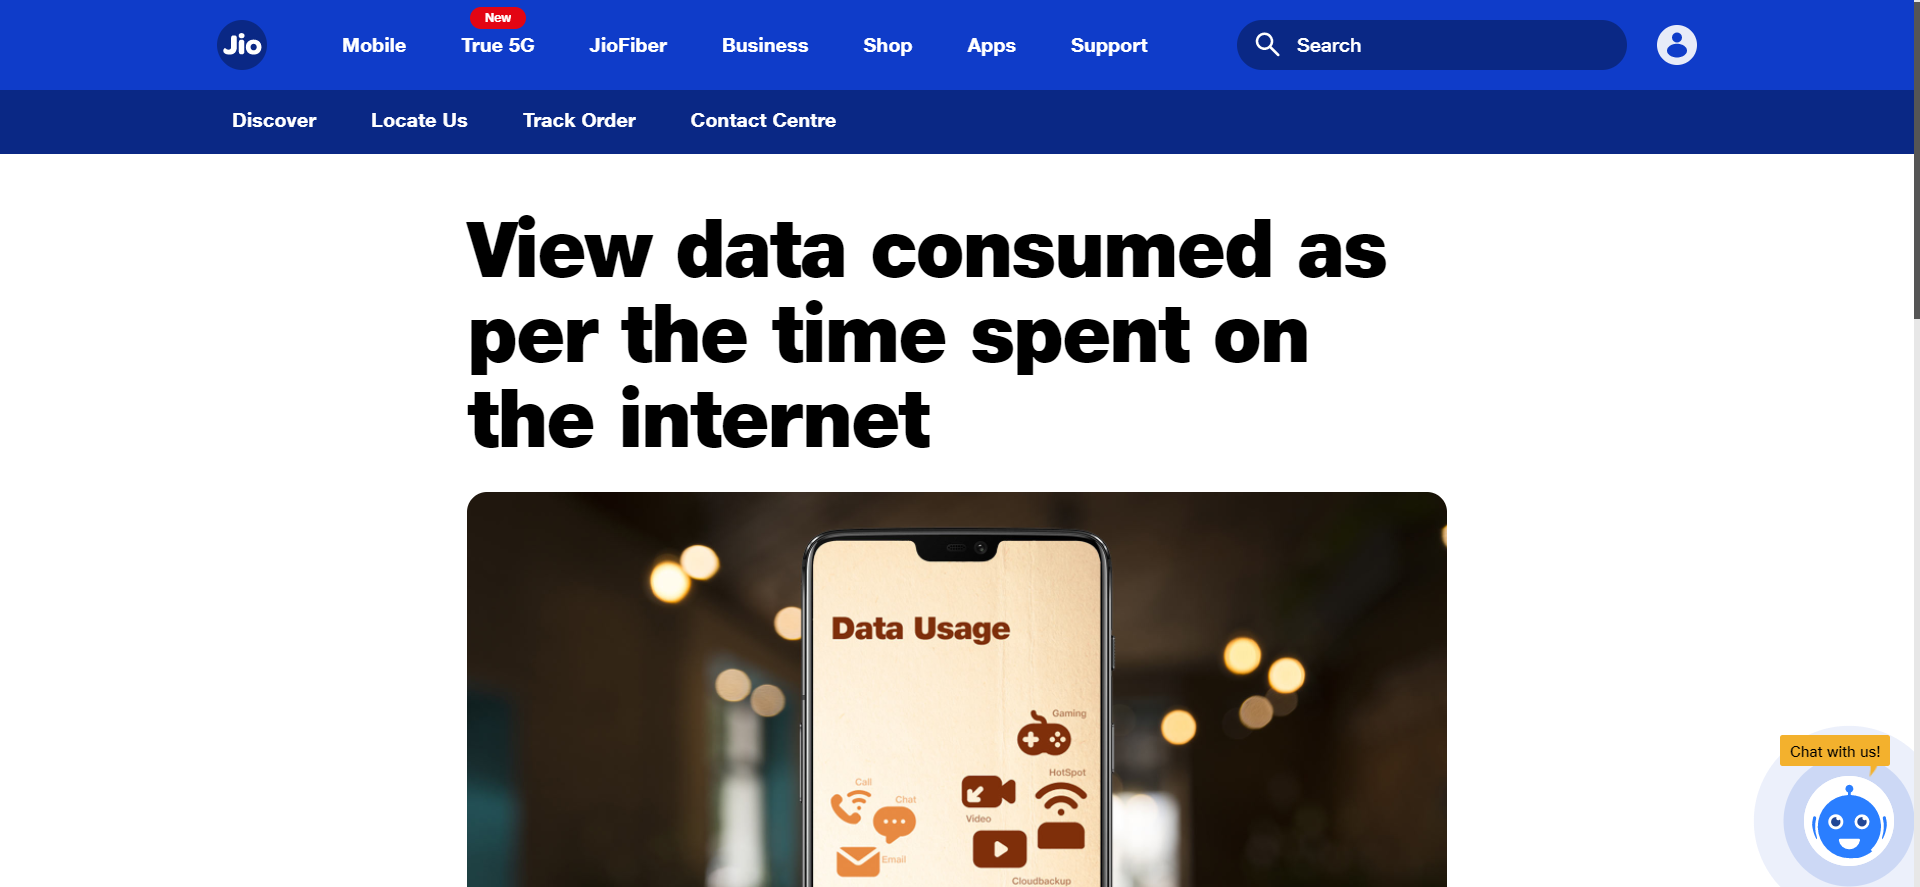 Jio
Mobile
New
True 5G
JioFiber
Business
Shop
Apps
Support
Search
Discover
Locate Us
Track Order
Contact Centre
View data consumed as
per the time spent on
the internet
Data Usage
Gaming
HotSpot
Call
Chat
Video
Email
Cloudbackup
Chat with us!